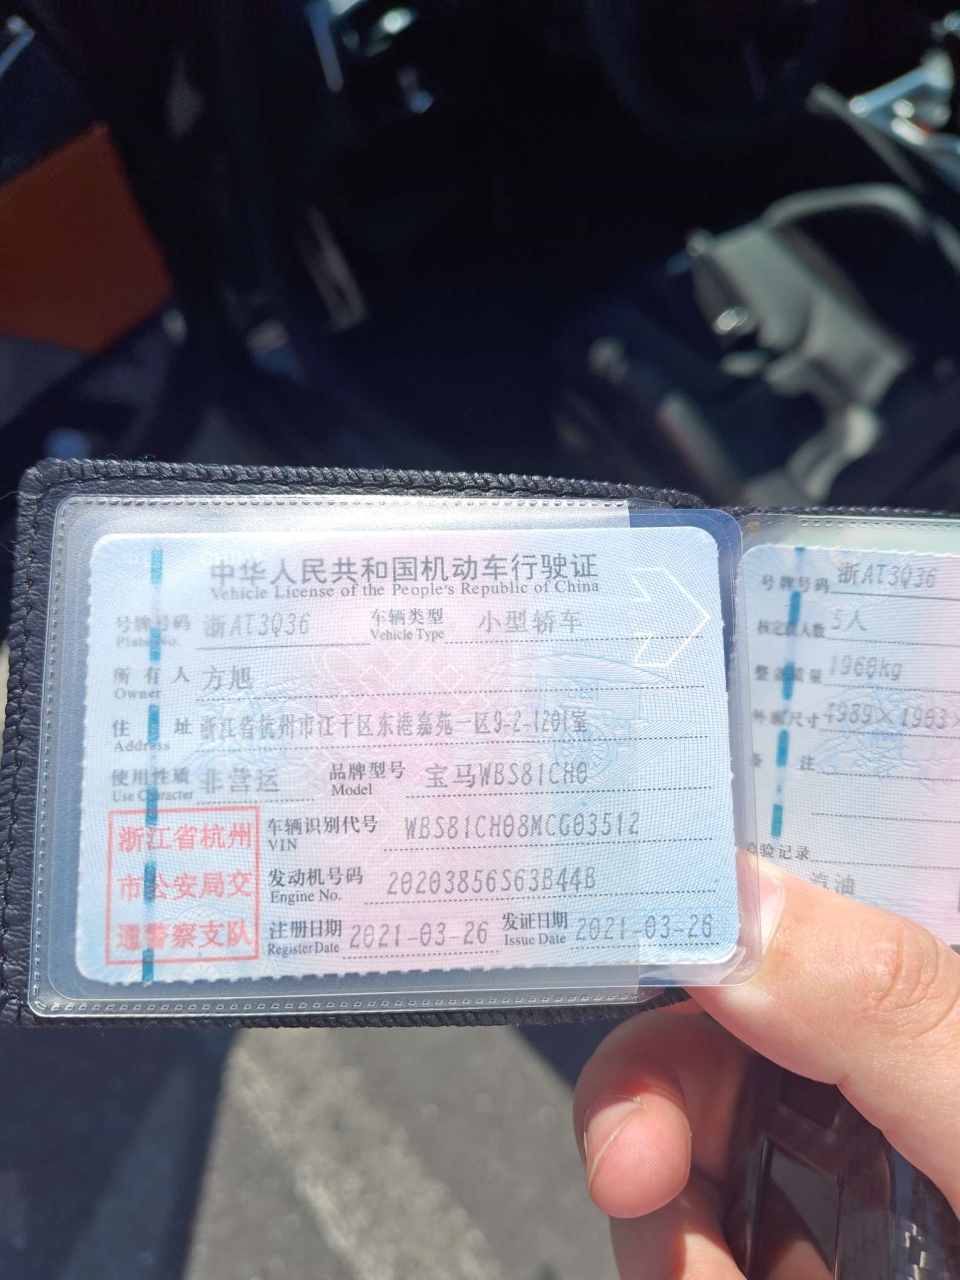 中华人民共和国机动车行驶证
Vehicle License of the People's Republic of China
号牌号码 浙AT3Q36 车辆类型 小型轿车
Plate No. Vehicle Type
所有人 方旭
Owner
住址 浙江省杭州市江干区东港嘉苑一区9-2-1201室
Address
使用性质 非营运 品牌型号 宝马WBS81CH0
Use Character Model
浙江省杭州
市公安局交
通警察支队
车辆识别代号 WBS81CH08MCG03512
VIN
发动机号码 20203856S63B44B
Engine No.
注册日期 2021-03-26 发证日期 2021-03-26
Register Date Issue Date
号牌号码 浙AT3Q36
核定载人数 5人
整备质量 1960kg
外廓尺寸 4989×1903×
备注
检验记录
汽油